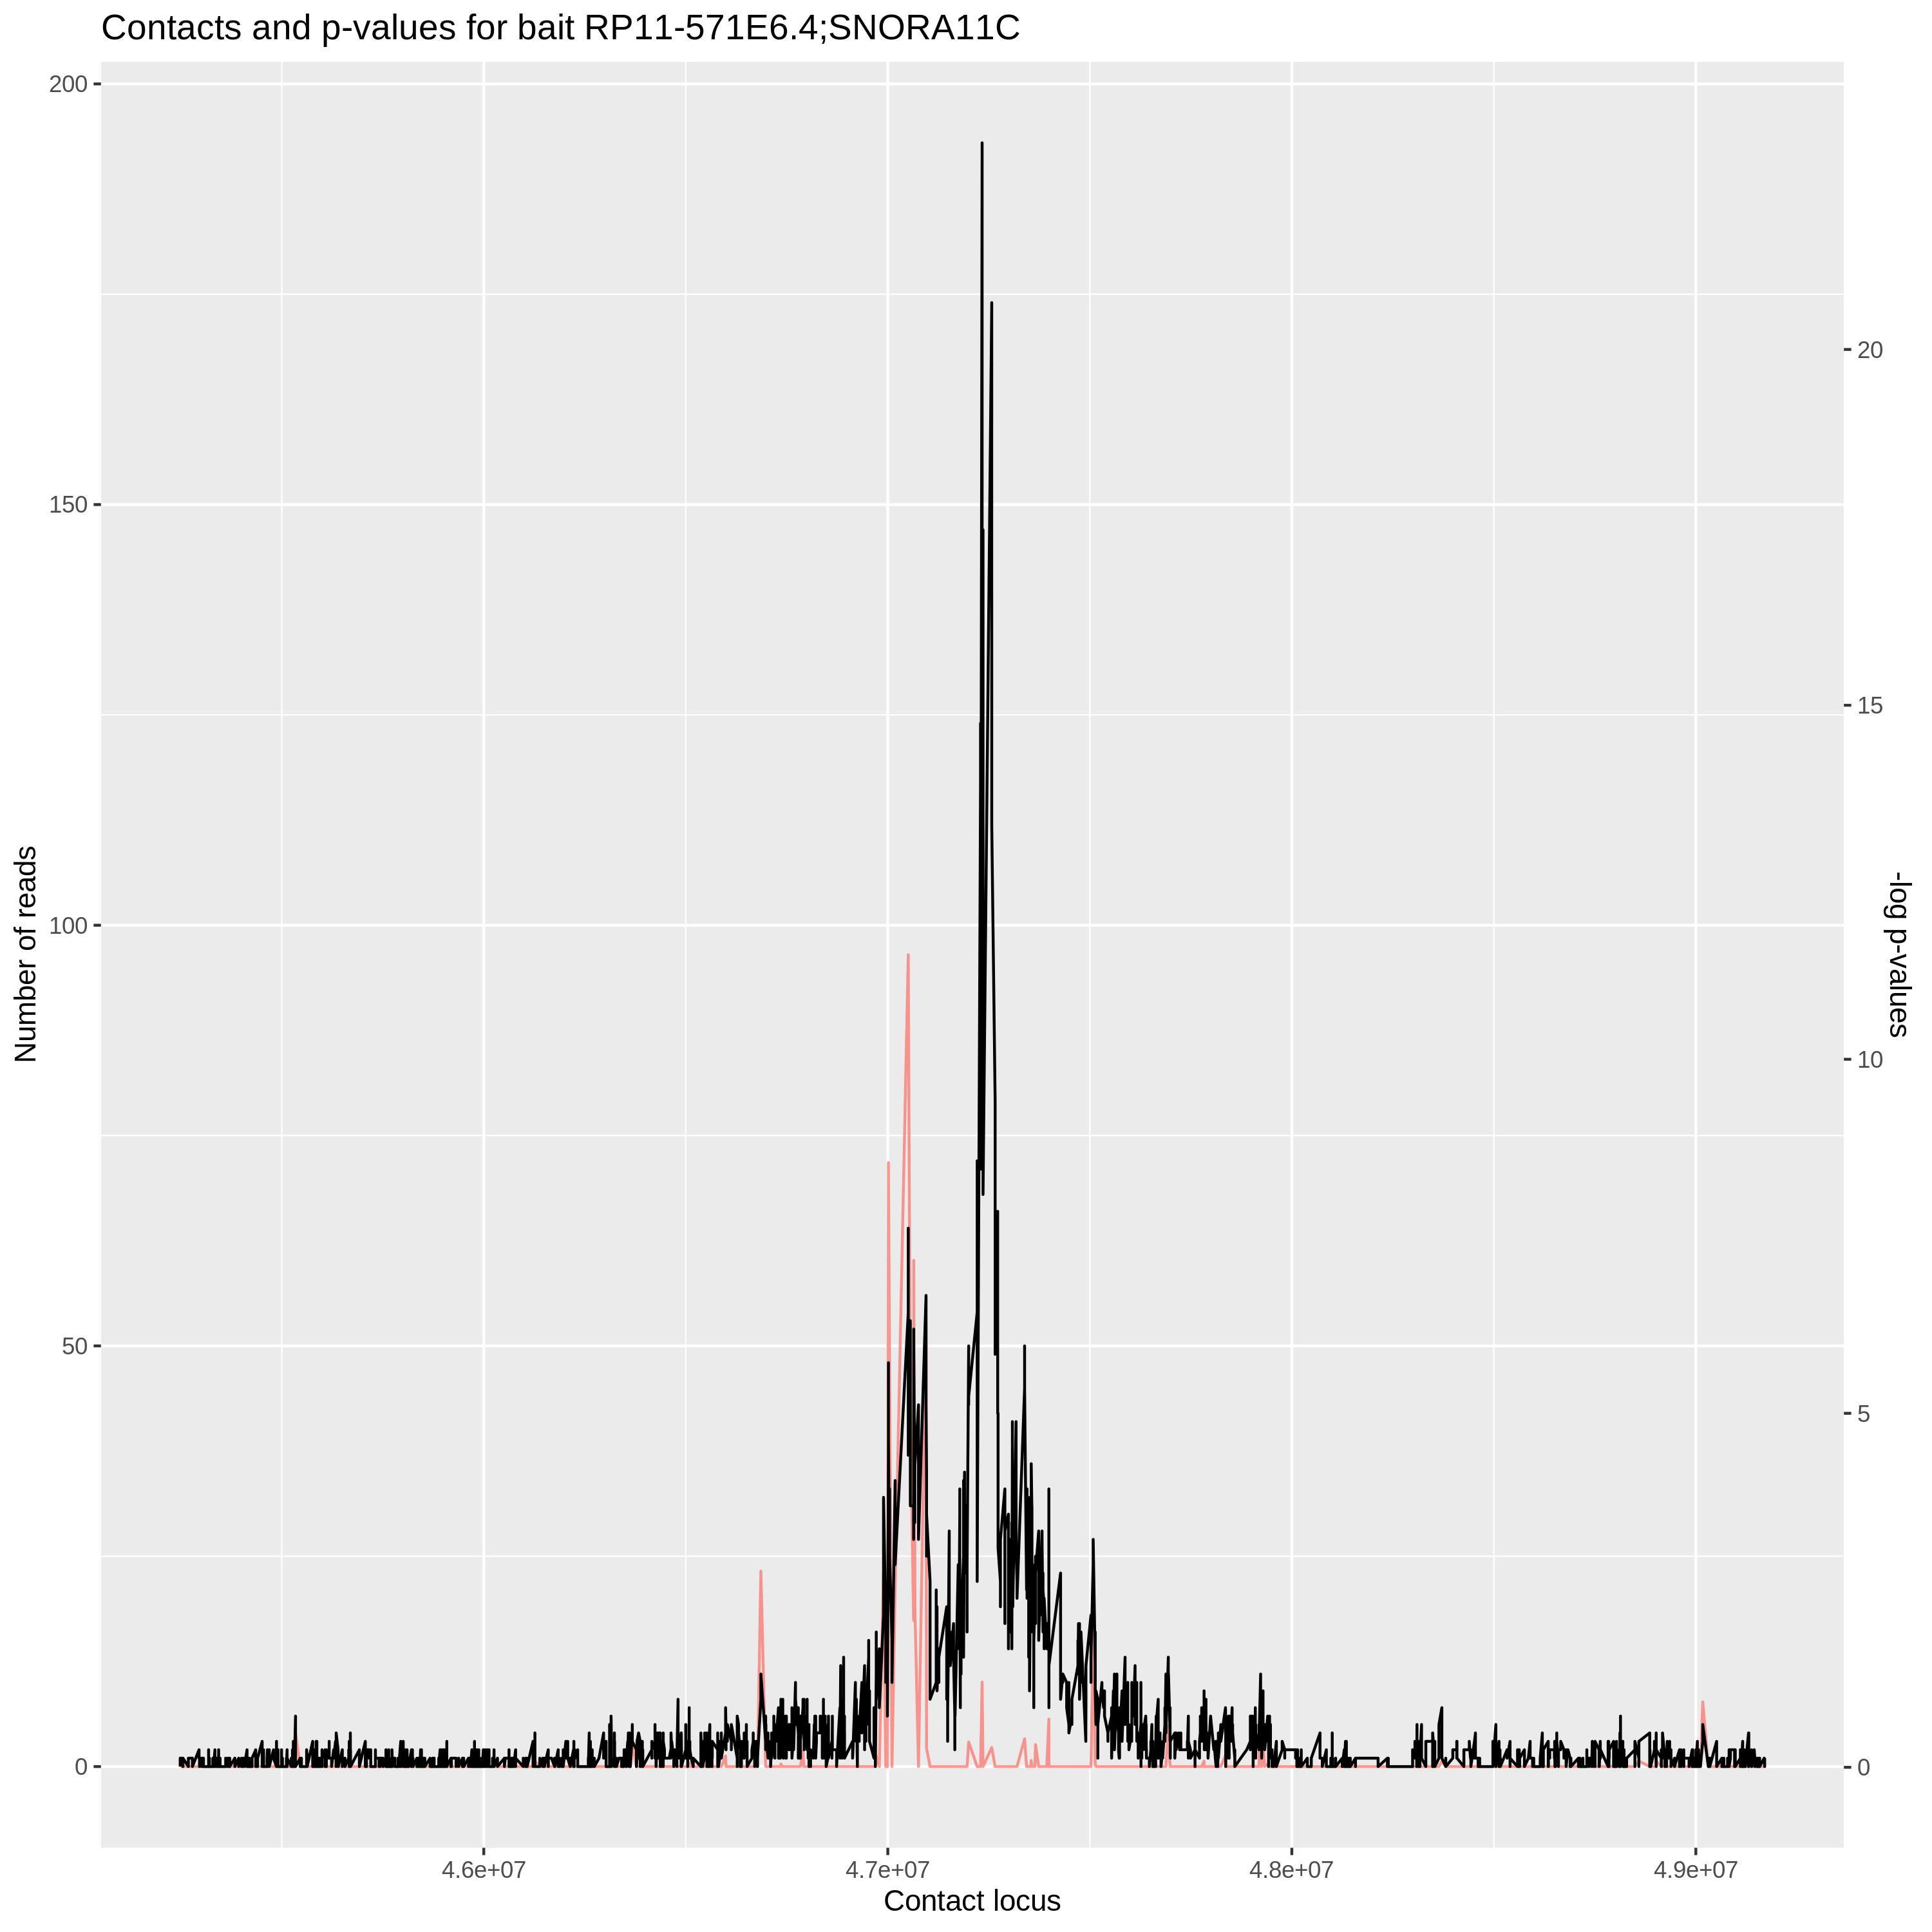 Contacts and p-values for bait RP11-571E6.4;SNORA11C
200
150
100
50
0
Number of reads
20
15
10
5
0
-log p-values
4.6e+07
4.7e+07
4.8e+07
4.9e+07
Contact locus